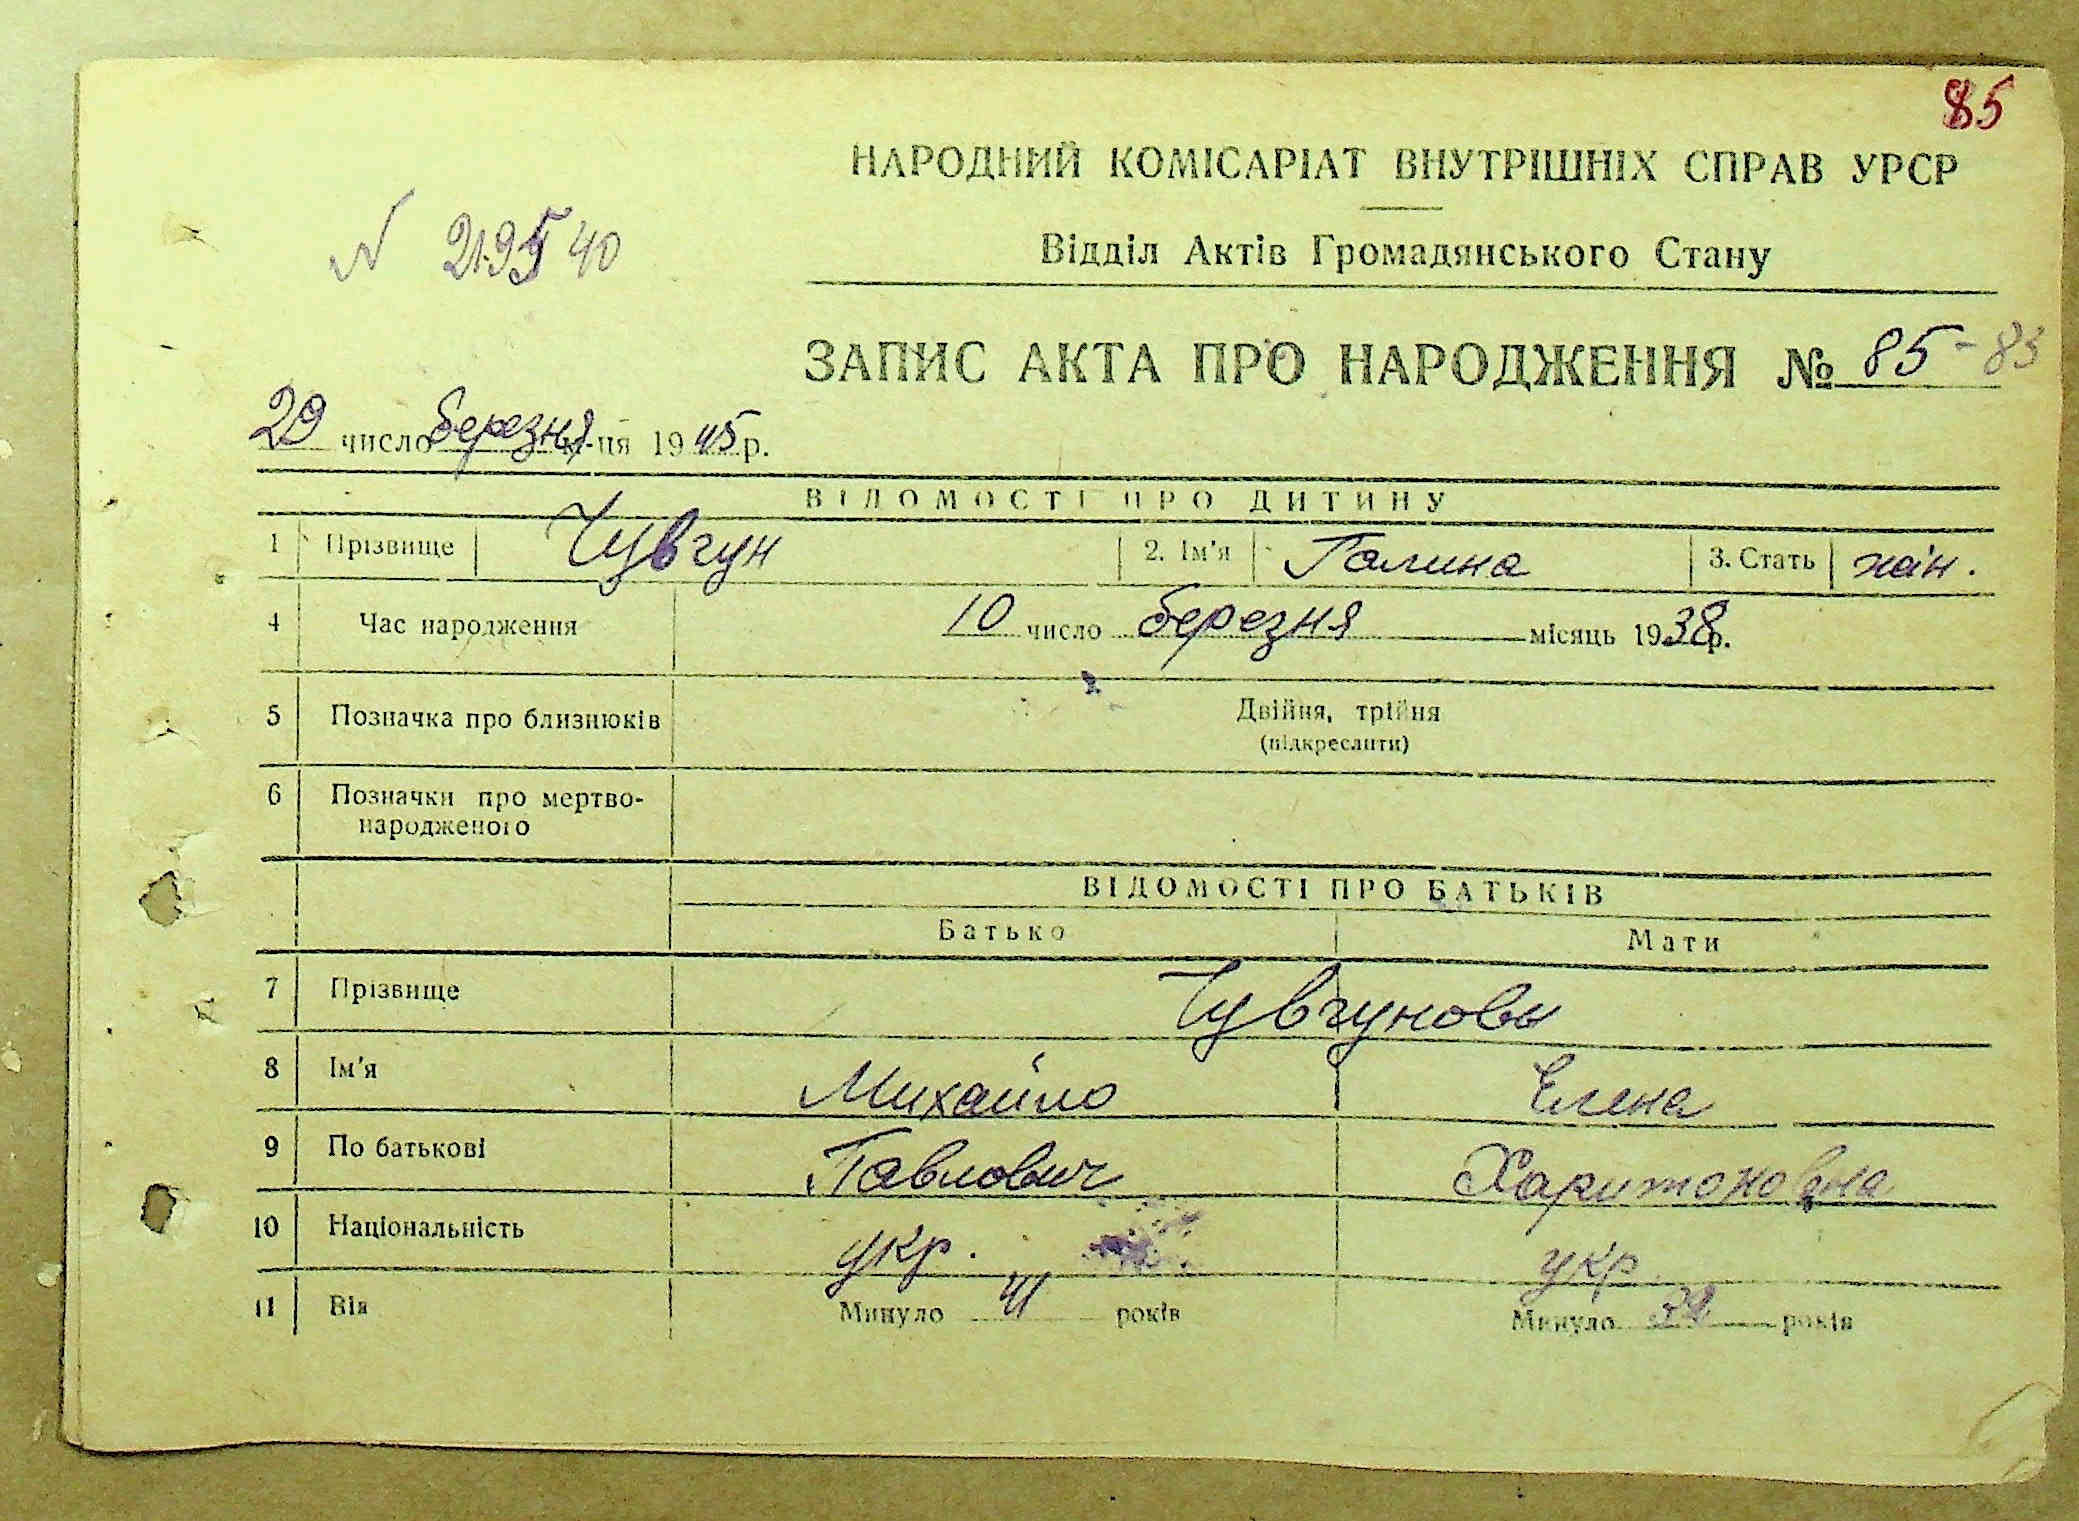 85
НАРОДНИЙ КОМІСАРІАТ ВНУТРІШНІХ СПРАВ УРСР
Відділ Актів Громадянського Стану
N 40
ЗАПИС АКТА ПРО НАРОДЖЕННЯ № 85 - 85
29 число березня м-ця 1945 р.
ВІДОМОСТІ ПРО ДИТИНУ
1 Прізвище Чувгун 2. Ім'я Галина 3. Стать жін.
4 Час народження 10 число березня місяць 1938 р.
5 Позначка про близнюків Двійня, трійня
(підкреслити)
6 Позначки про мертво-
народженого
ВІДОМОСТІ ПРО БАТЬКІВ
Батько Мати
7 Прізвище Чувгунови
8 Ім'я Михайло Елена
9 По батькові Павлович Харитоновна
10 Національність укр. укр.
11 Вік Минуло 41 років Минуло років